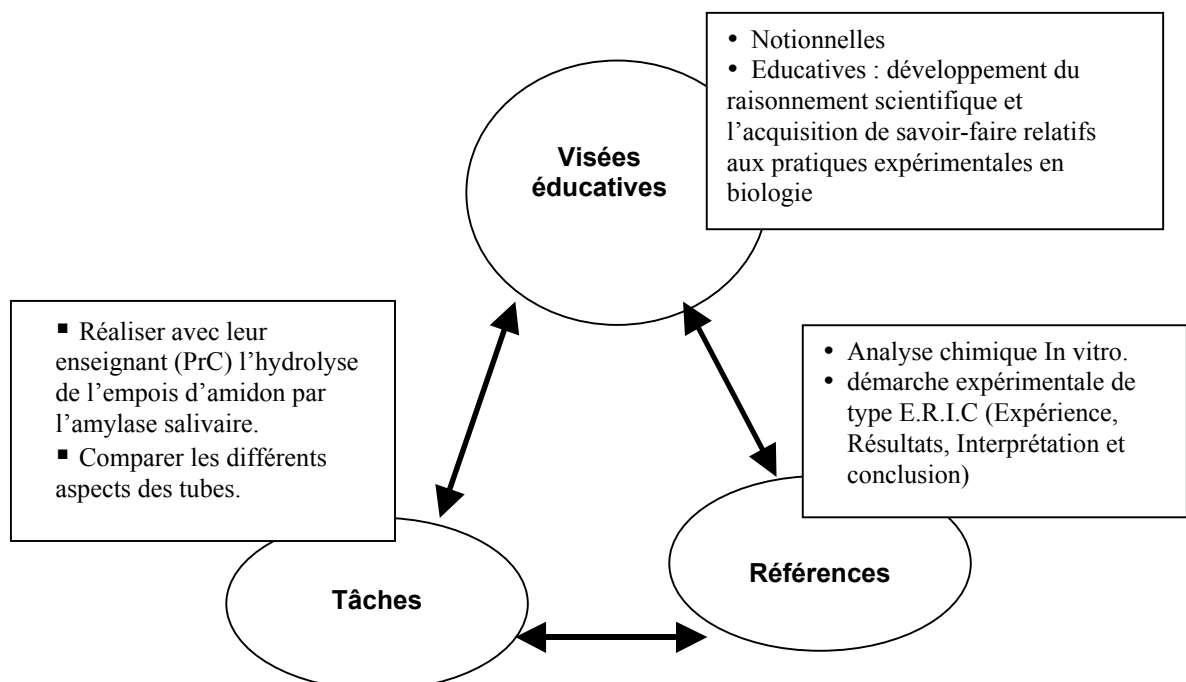 • Notionnelles
• Educatives : développement du
raisonnement scientifique et
l’acquisition de savoir-faire relatifs
aux pratiques expérimentales en
biologie
Visées
éducatives
▪ Réaliser avec leur
enseignant (PrC) l’hydrolyse
de l’empois d’amidon par
l’amylase salivaire.
▪ Comparer les différents
aspects des tubes.
• Analyse chimique In vitro.
• démarche expérimentale de
type E.R.I.C (Expérience,
Résultats, Interprétation et
conclusion)
Tâches
Références